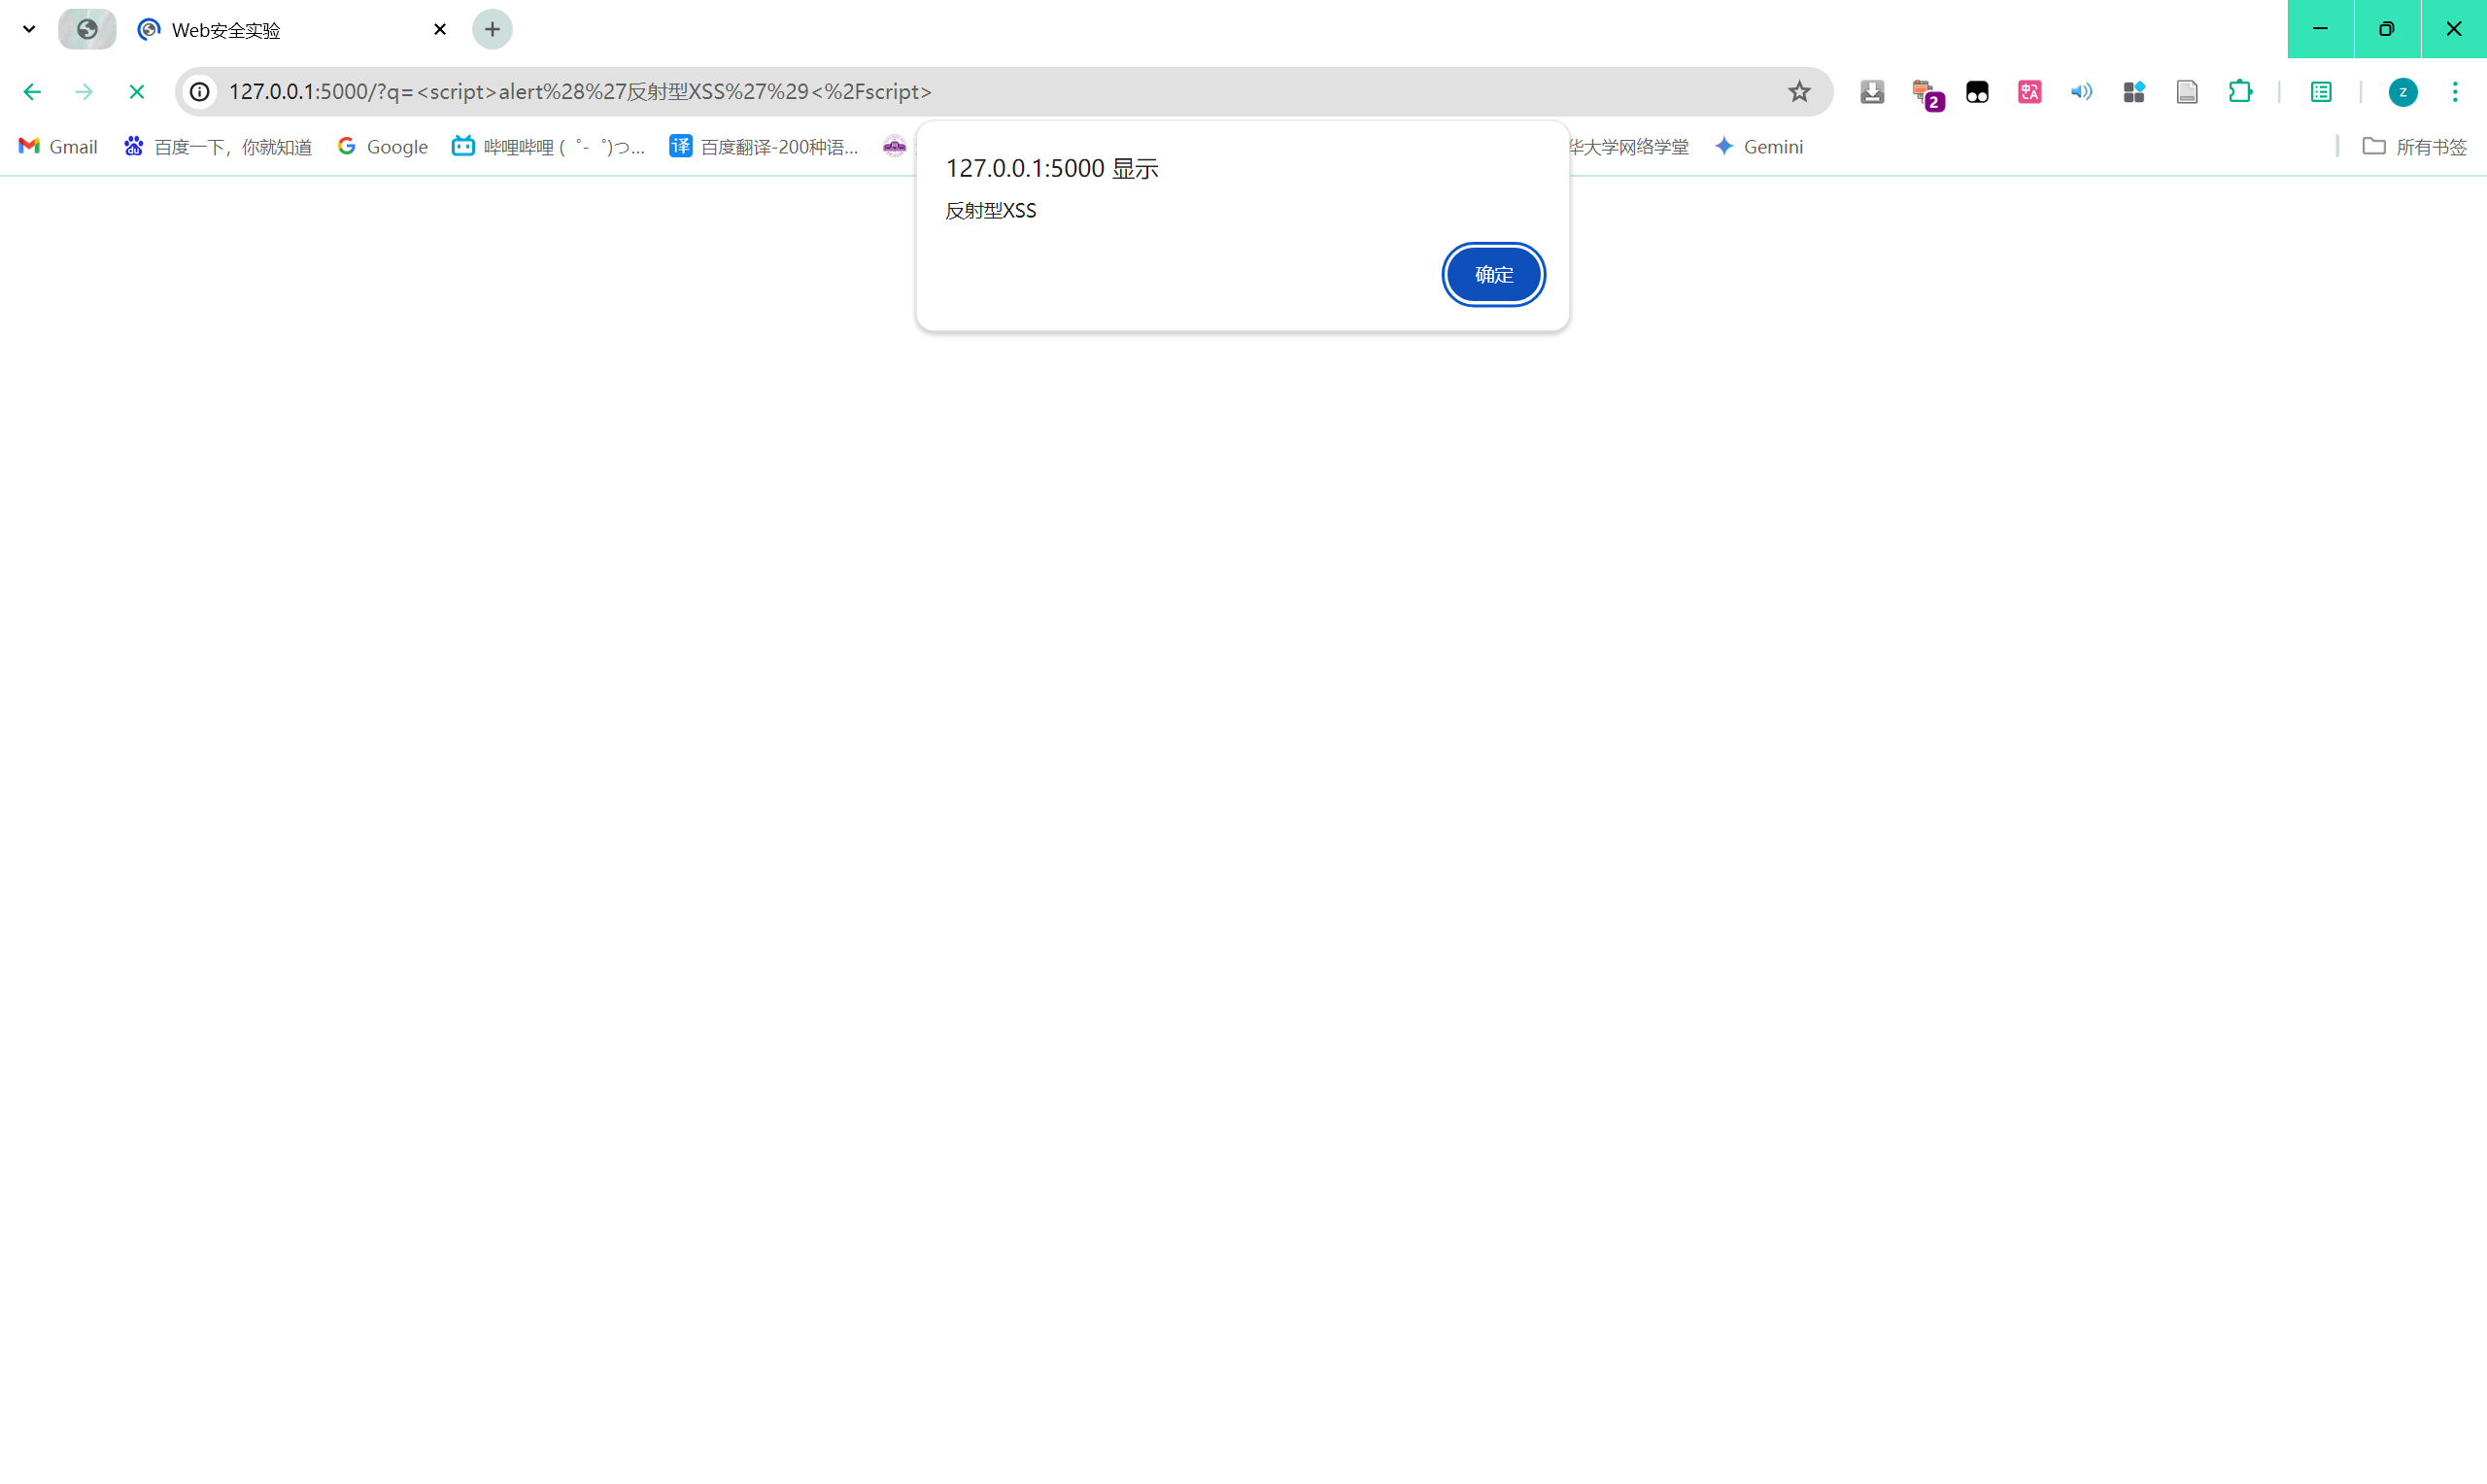 Web安全实验
127.0.0.1:5000/?q=<script>alert%28%27反射型XSS%27%29<%2Fscript>
2
中A
z
Gmail
du
百度一下，你就知道
Google
哔哩哔哩 (゜-゜)つ...
译
百度翻译-200种语...
华大学网络学堂
Gemini
所有书签
127.0.0.1:5000 显示
反射型XSS
确定